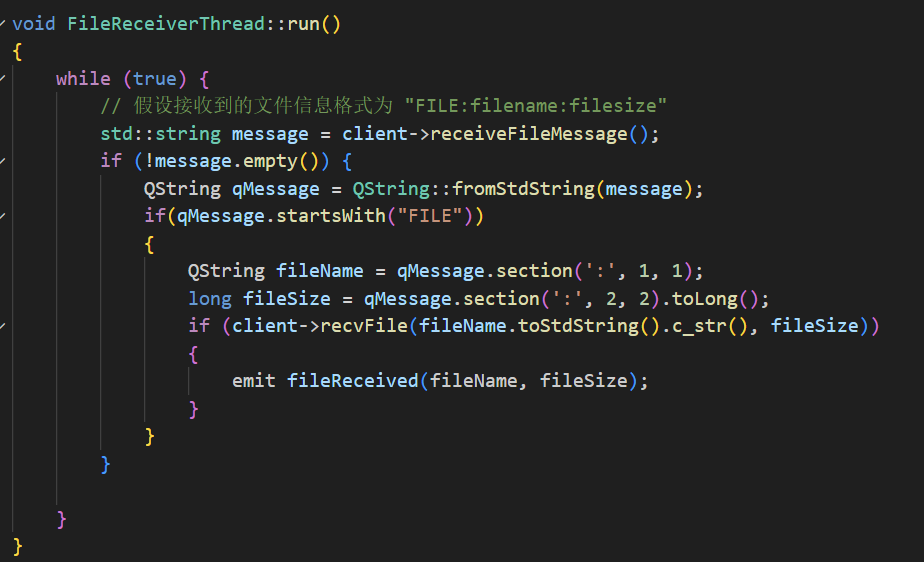 void FileReceiverThread::run()
{
    while (true) {
        // 假设接收到的文件信息格式为 "FILE:filename:filesize"
        std::string message = client->receiveFileMessage();
        if (!message.empty()) {
            QString qMessage = QString::fromStdString(message);
            if(qMessage.startsWith("FILE"))
            {
                QString fileName = qMessage.section(':', 1, 1);
                long fileSize = qMessage.section(':', 2, 2).toLong();
                if (client->recvFile(fileName.toStdString().c_str(), fileSize))
                {
                    emit fileReceived(fileName, fileSize);
                }
            }
        }
    }
}